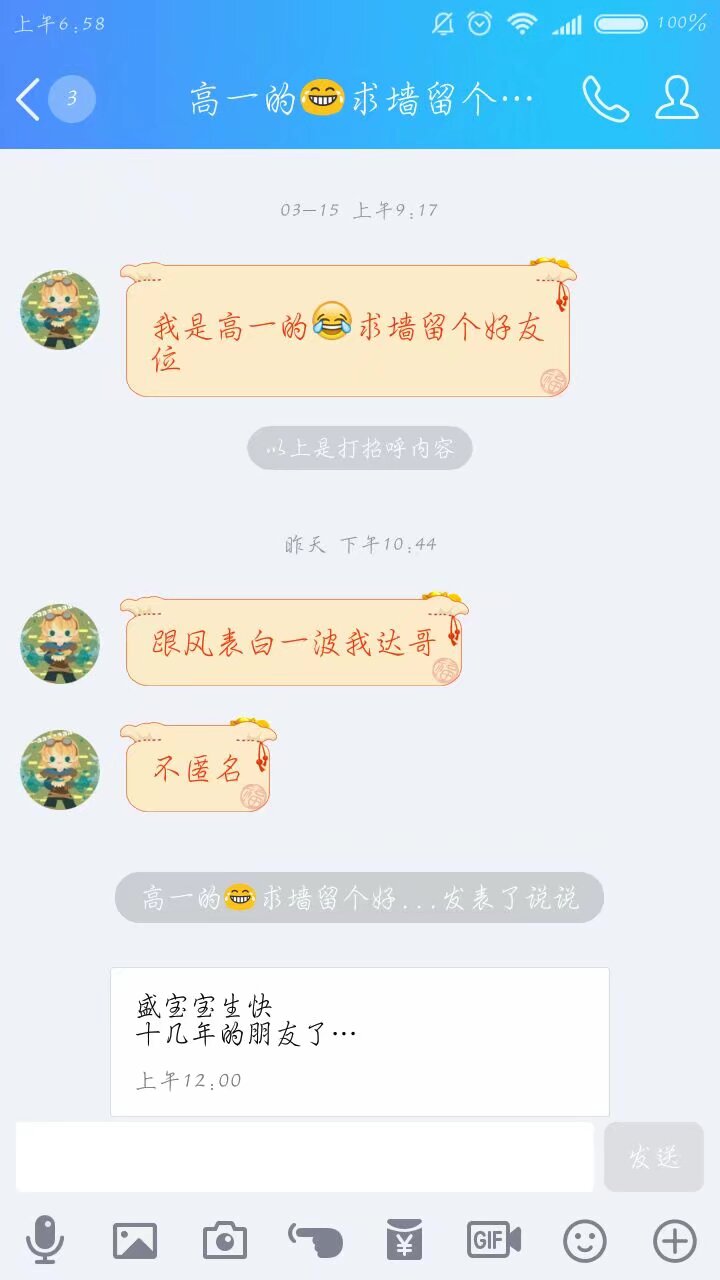 上午6:58
100%
3
高一的😂求墙留个…
03-15 上午9:17
我是高一的😂求墙留个好友
位
福
以上是打招呼内容
昨天 下午10:44
跟风表白一波我达哥
福
不匿名
福
高一的😁求墙留个好...发表了说说
盛宝宝生快
十几年的朋友了…
上午12:00
发送
¥
GIF